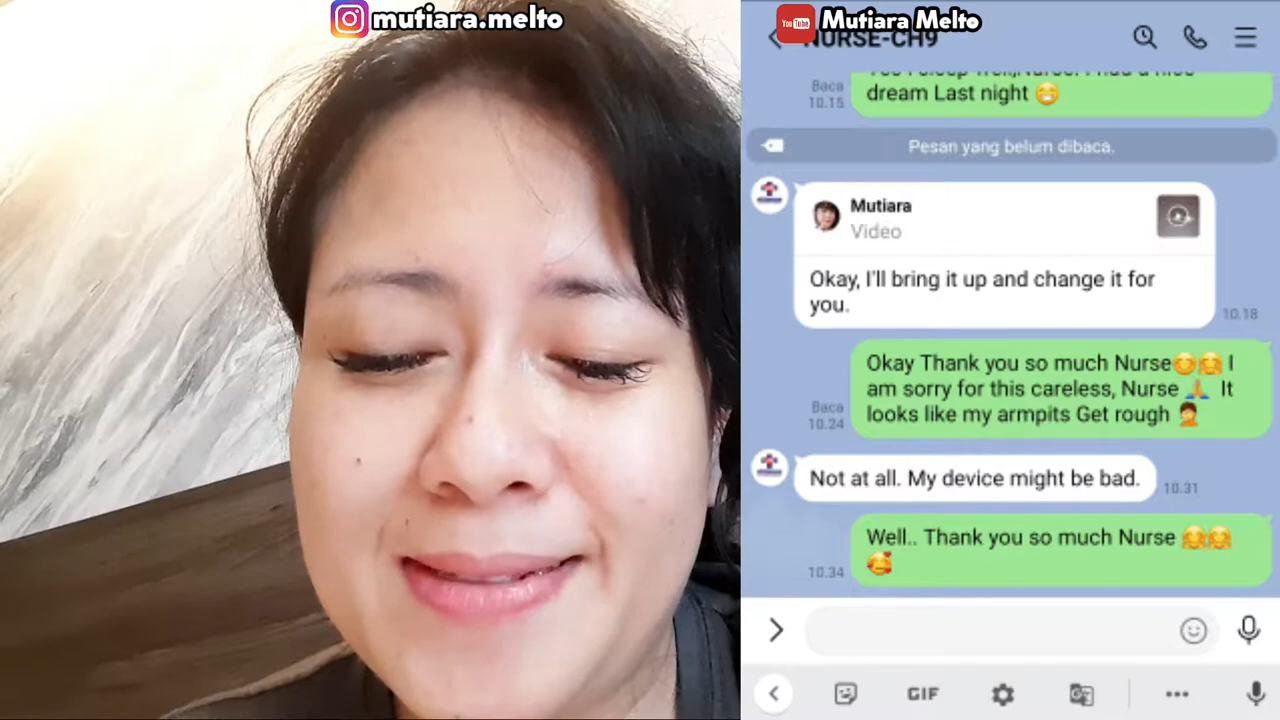 mutiara.melto
Mutiara Melto
NURSE-CH9
dream Last night 😁
Baca
10.15
Pesan yang belum dibaca.
Mutiara
Video
Okay, I'll bring it up and change it for
you.
10.18
Okay Thank you so much Nurse😊🤗 I
am sorry for this careless, Nurse 🙏 It
looks like my armpits Get rough 🤦
Baca
10.24
Not at all. My device might be bad.
10.31
Well.. Thank you so much Nurse 🤗🤗
🥰
10.34
GIF